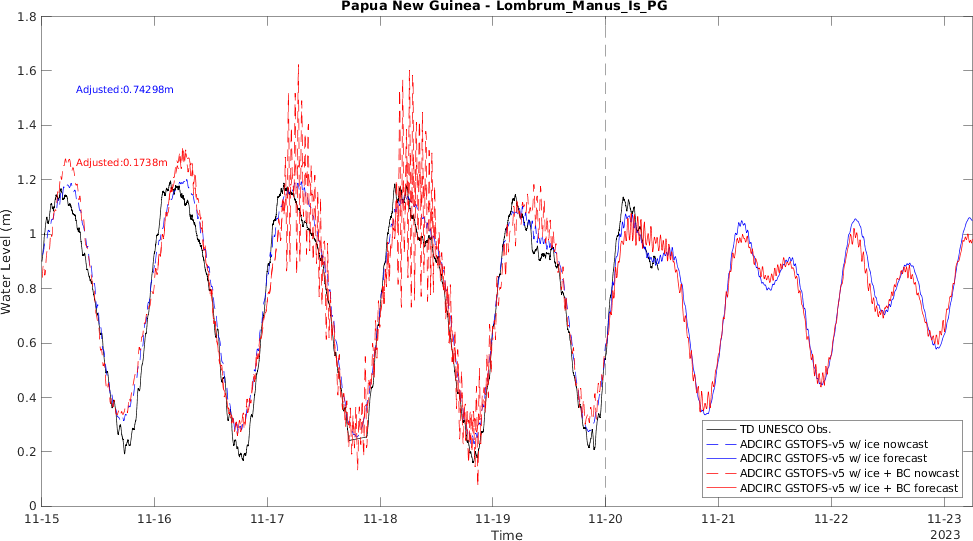 Papua New Guinea - Lombrum_Manus_Is_PG
1.8
1.6
1.4
1.2
1
0.8
0.6
0.4
0.2
0
Water Level (m)
Adjusted:0.74298m
Adjusted:0.1738m
TD UNESCO Obs.
ADCIRC GSTOFS-v5 w/ ice nowcast
ADCIRC GSTOFS-v5 w/ ice forecast
ADCIRC GSTOFS-v5 w/ ice + BC nowcast
ADCIRC GSTOFS-v5 w/ ice + BC forecast
11-15 11-16 11-17 11-18 11-19 11-20 11-21 11-22 11-23
Time
2023